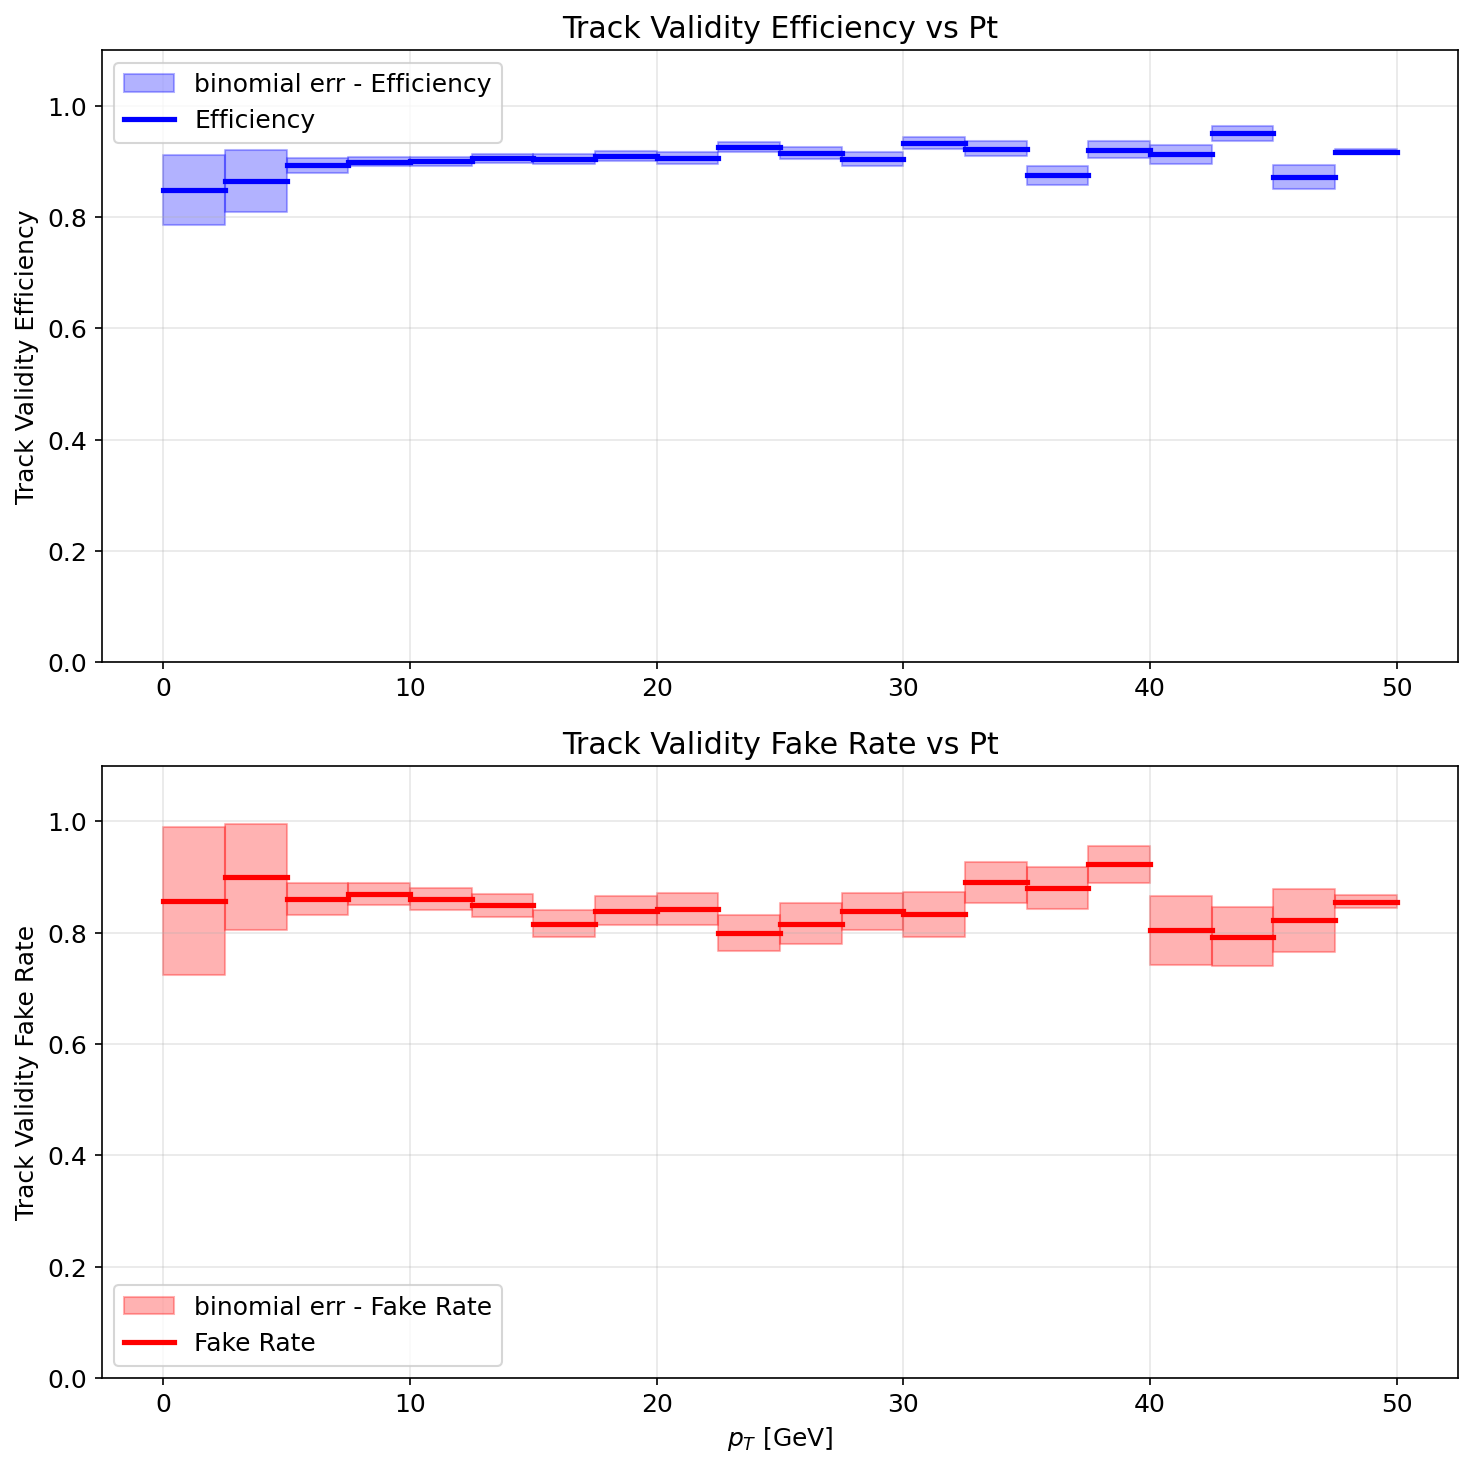 Track Validity Efficiency vs Pt
binomial err - Efficiency
Efficiency
Track Validity Efficiency
1.0
0.8
0.6
0.4
0.2
0.0
0 10 20 30 40 50
Track Validity Fake Rate vs Pt
Track Validity Fake Rate
1.0
0.8
0.6
0.4
0.2
0.0
binomial err - Fake Rate
Fake Rate
0 10 20 30 40 50
p_T [GeV]